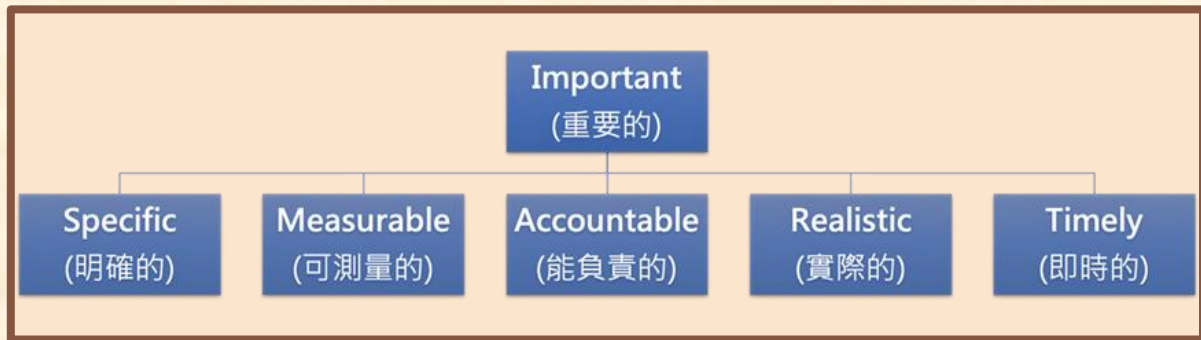 Important
(重要的)
Specific
(明確的)
Measurable
(可測量的)
Accountable
(能負責的)
Realistic
(實際的)
Timely
(即時的)